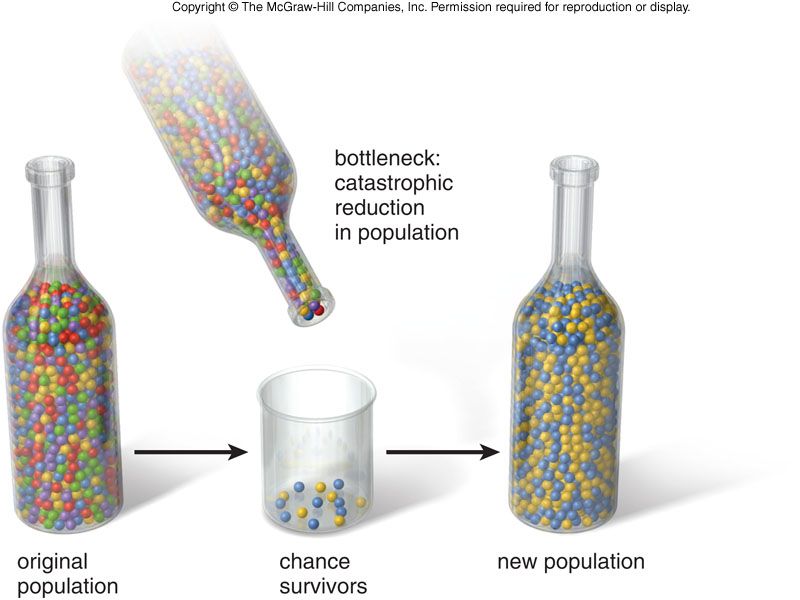 Copyright © The McGraw-Hill Companies, Inc. Permission required for reproduction or display.
bottleneck:
catastrophic
reduction
in population
original
population
chance
survivors
new population